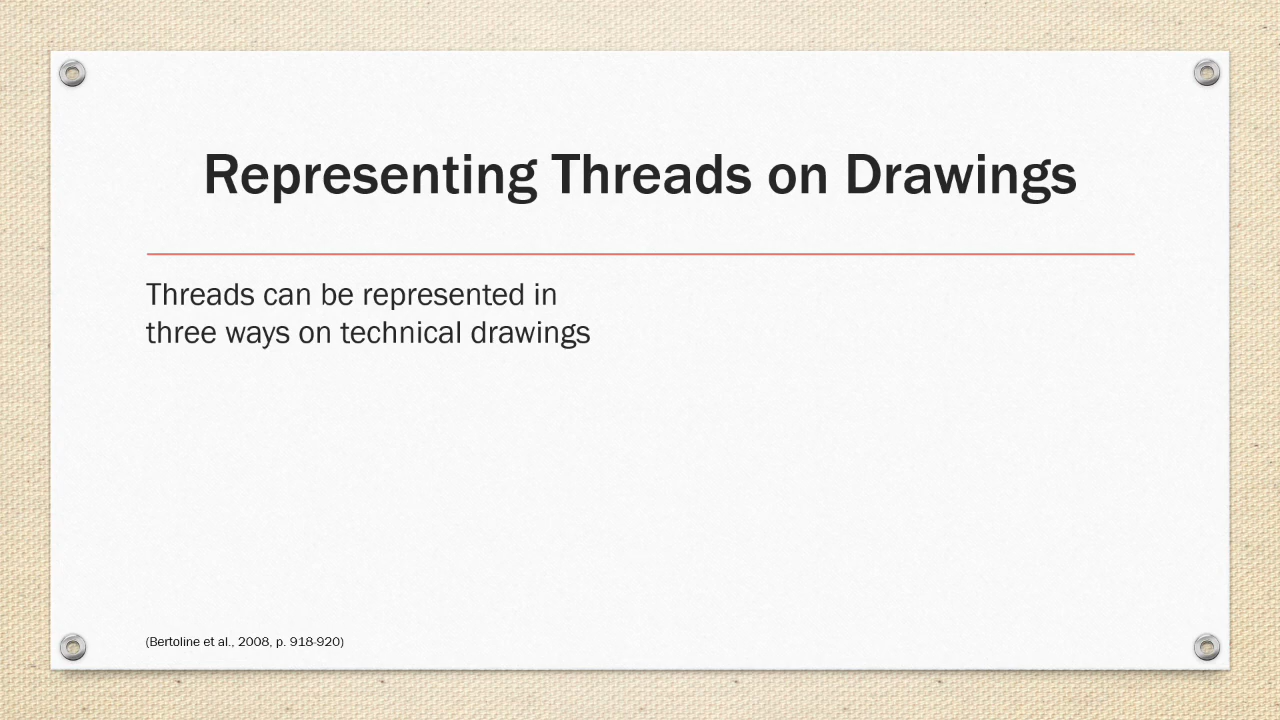 Representing Threads on Drawings
Threads can be represented in
three ways on technical drawings
(Bertoline et al., 2008, p. 918-920)